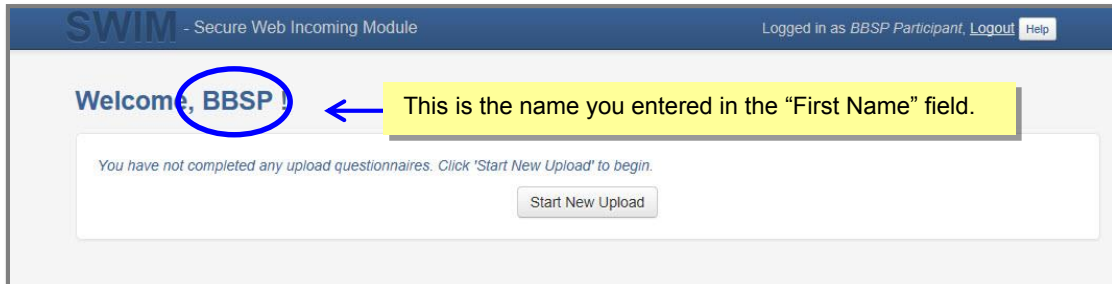 SWIM - Secure Web Incoming Module
Logged in as BBSP Participant, Logout Help
Welcome, BBSP !
This is the name you entered in the “First Name” field.
You have not completed any upload questionnaires. Click 'Start New Upload' to begin.
Start New Upload